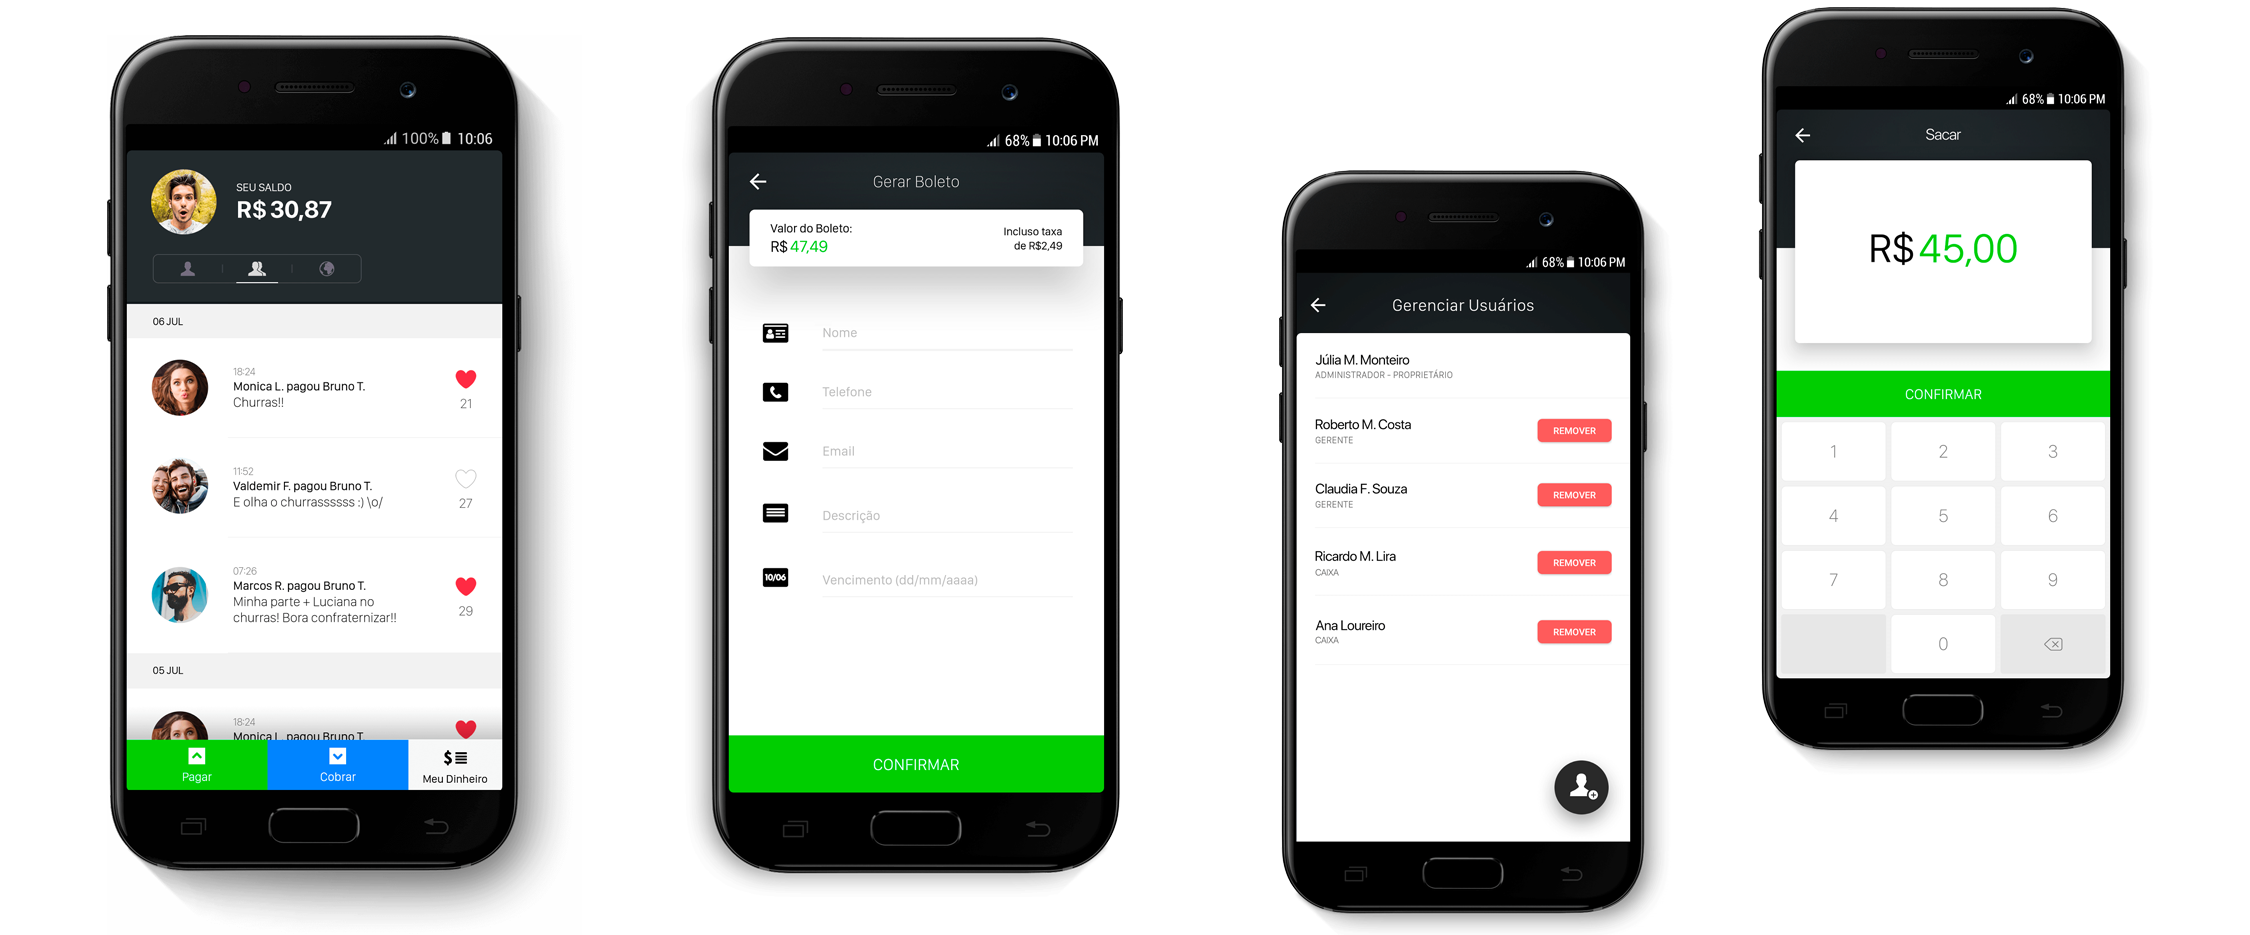 100% 10:06
SEU SALDO
R$ 30,87
06 JUL
18:24
Monica L. pagou Bruno T.
Churras!!
21
11:52
Valdemir F. pagou Bruno T.
E olha o churrassssss :) \o/
27
07:26
Marcos R. pagou Bruno T.
Minha parte + Luciana no
churras! Bora confraternizar!!
29
05 JUL
18:24
Monica L. pagou Bruno T.
Pagar
Cobrar
$
Meu Dinheiro
68% 10:06 PM
Gerar Boleto
Valor do Boleto:
R$ 47,49
Incluso taxa
de R$2,49
Nome
Telefone
Email
Descrição
10/06
Vencimento (dd/mm/aaaa)
CONFIRMAR
68% 10:06 PM
Gerenciar Usuários
Júlia M. Monteiro
ADMINISTRADOR - PROPRIETÁRIO
Roberto M. Costa
GERENTE
REMOVER
Claudia F. Souza
GERENTE
REMOVER
Ricardo M. Lira
CAIXA
REMOVER
Ana Loureiro
CAIXA
REMOVER
68% 10:06 PM
Sacar
R$ 45,00
CONFIRMAR
1 2 3
4 5 6
7 8 9
0